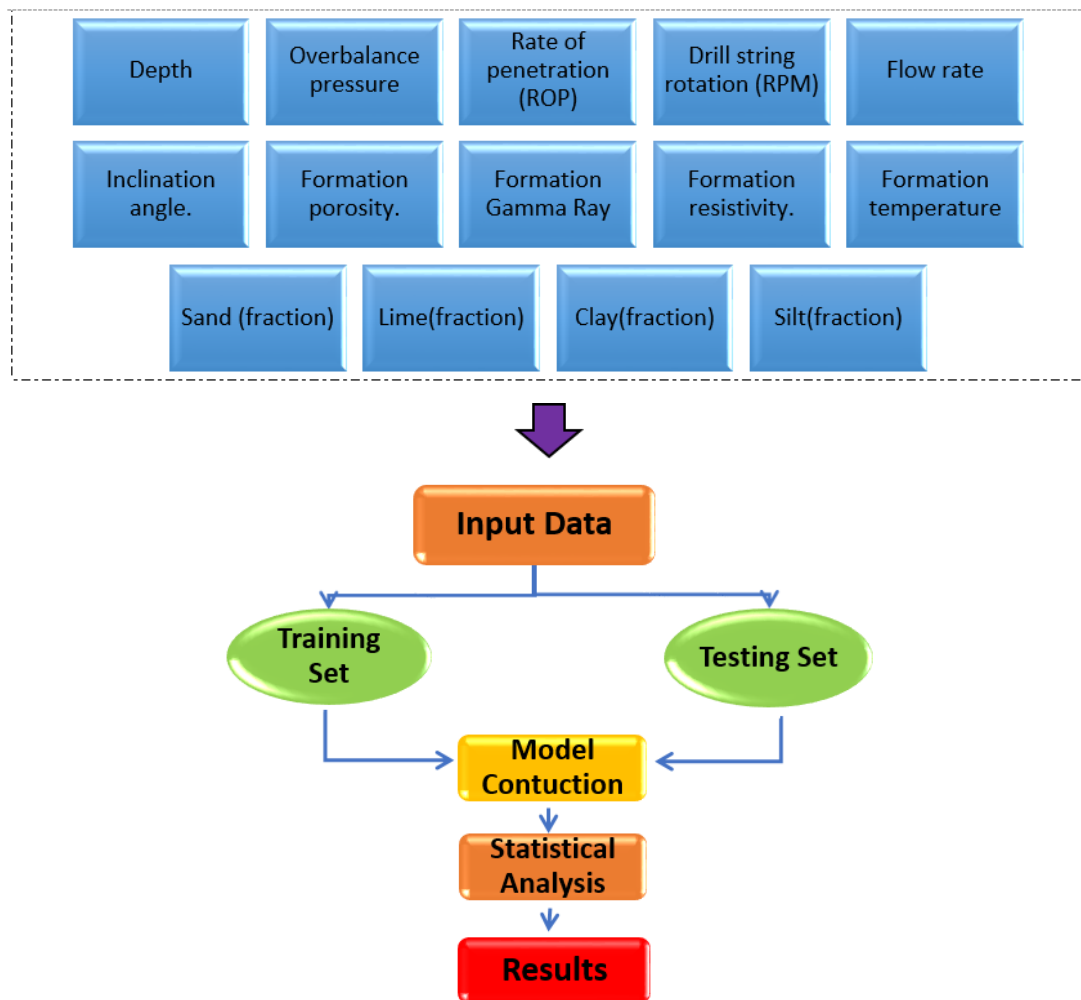 Depth
Overbalance
pressure
Rate of
penetration
(ROP)
Drill string
rotation (RPM)
Flow rate
Inclination
angle.
Formation
porosity.
Formation
Gamma Ray
Formation
resistivity.
Formation
temperature
Sand (fraction)
Lime(fraction)
Clay(fraction)
Silt(fraction)
Input Data
Training
Set
Testing Set
Model
Contuction
Statistical
Analysis
Results